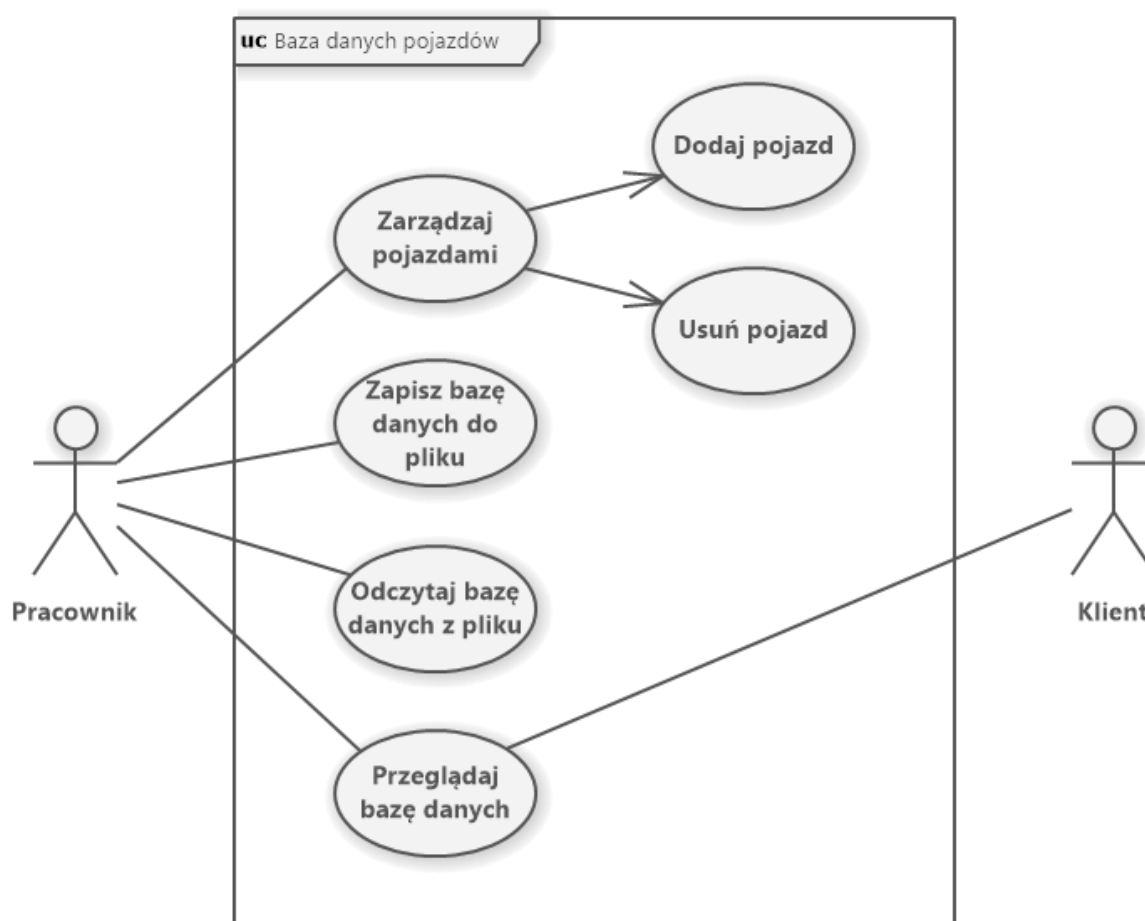 uc Baza danych pojazdów
Dodaj pojazd
Zarządzaj
pojazdami
Usuń pojazd
Zapisz bazę
danych do
pliku
Odczytaj bazę
danych z pliku
Pracownik
Klient
Przeglądaj
bazę danych